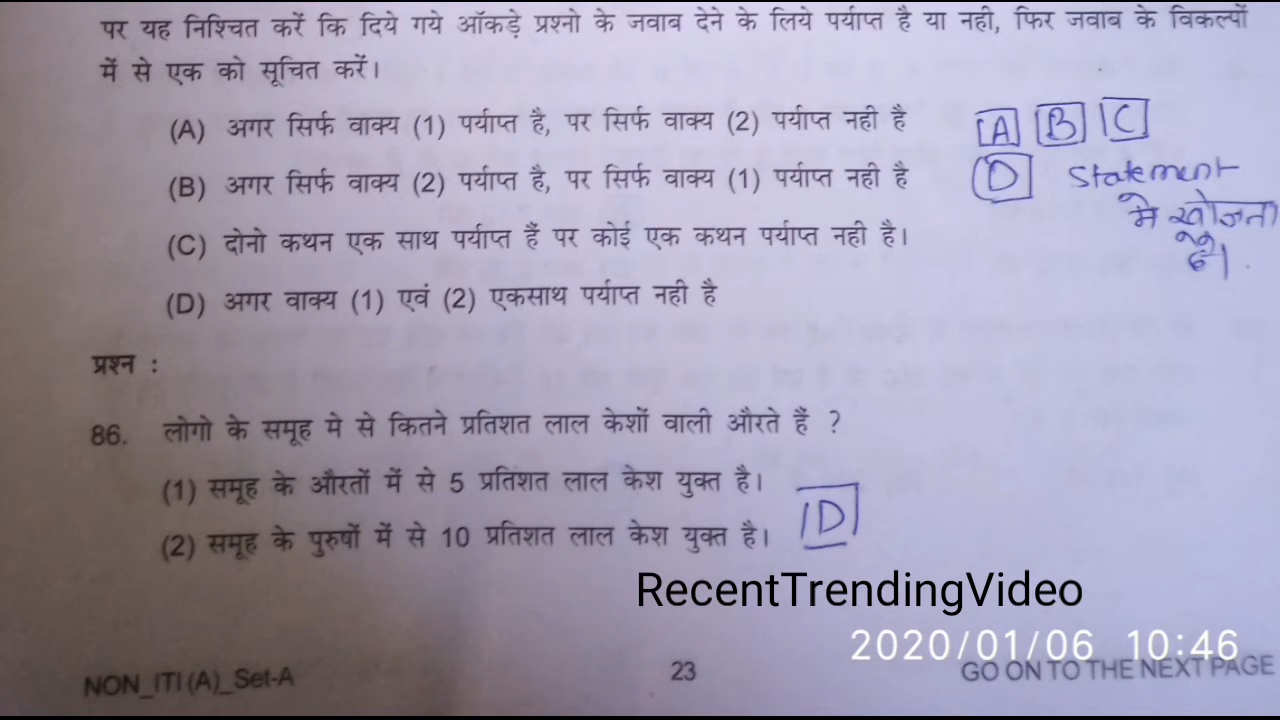 पर यह निश्चित करें कि दिये गये ऑकड़े प्रश्नो के जवाब देने के लिये पर्याप्त है या नही, फिर जवाब के विकल्पों
में से एक को सूचित करें।
(A) अगर सिर्फ वाक्य (1) पर्याप्त है, पर सिर्फ वाक्य (2) पर्याप्त नही है
A B C
(B) अगर सिर्फ वाक्य (2) पर्याप्त है, पर सिर्फ वाक्य (1) पर्याप्त नही है
D statement
मे खोजना
है।
(C) दोनो कथन एक साथ पर्याप्त हैं पर कोई एक कथन पर्याप्त नही है।
(D) अगर वाक्य (1) एवं (2) एकसाथ पर्याप्त नही है
प्रश्न :
86. लोगो के समूह मे से कितने प्रतिशत लाल केशों वाली औरते हैं ?
(1) समूह के औरतों में से 5 प्रतिशत लाल केश युक्त है।
(2) समूह के पुरुषों में से 10 प्रतिशत लाल केश युक्त है।
D
RecentTrendingVideo
2020/01/06 10:46
NON_ITI (A)_Set-A
23
GO ON TO THE NEXT PAGE